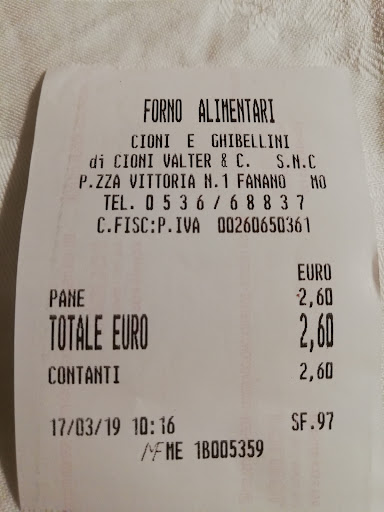 FORNO ALIMENTARI
CIONI E GHIBELLINI
di CIONI VALTER & C. S.N.C
P.ZZA VITTORIA N.1 FANANO MO
TEL. 0536/68837
C.FISC:P.IVA 00260650361
EURO
PANE 2,60
TOTALE EURO 2,60
CONTANTI 2,60
17/03/19 10:16 SF.97
MF ME 1B005359